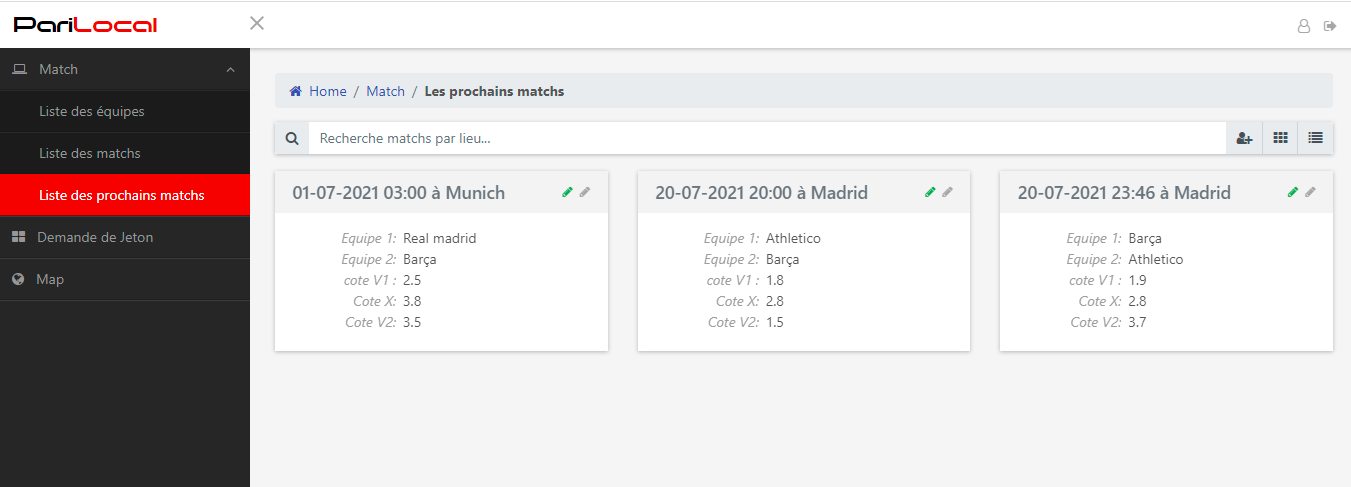 PariLocal
Match
Liste des équipes
Liste des matchs
Liste des prochains matchs
Demande de Jeton
Map
Home / Match / Les prochains matchs
Recherche matchs par lieu...
01-07-2021 03:00 à Munich
Equipe 1: Real madrid
Equipe 2: Barça
cote V1 : 2.5
Cote X: 3.8
Cote V2: 3.5
20-07-2021 20:00 à Madrid
Equipe 1: Athletico
Equipe 2: Barça
cote V1 : 1.8
Cote X: 2.8
Cote V2: 1.5
20-07-2021 23:46 à Madrid
Equipe 1: Barça
Equipe 2: Athletico
cote V1 : 1.9
Cote X: 2.8
Cote V2: 3.7